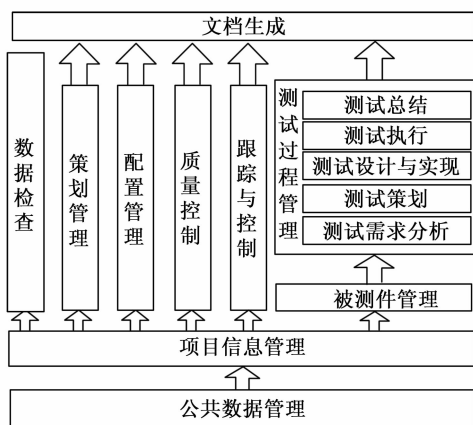 文档生成
数据检查
策划管理
配置管理
质量控制
跟踪与控制
测试过程管理
测试总结
测试执行
测试设计与实现
测试策划
测试需求分析
被测件管理
项目信息管理
公共数据管理